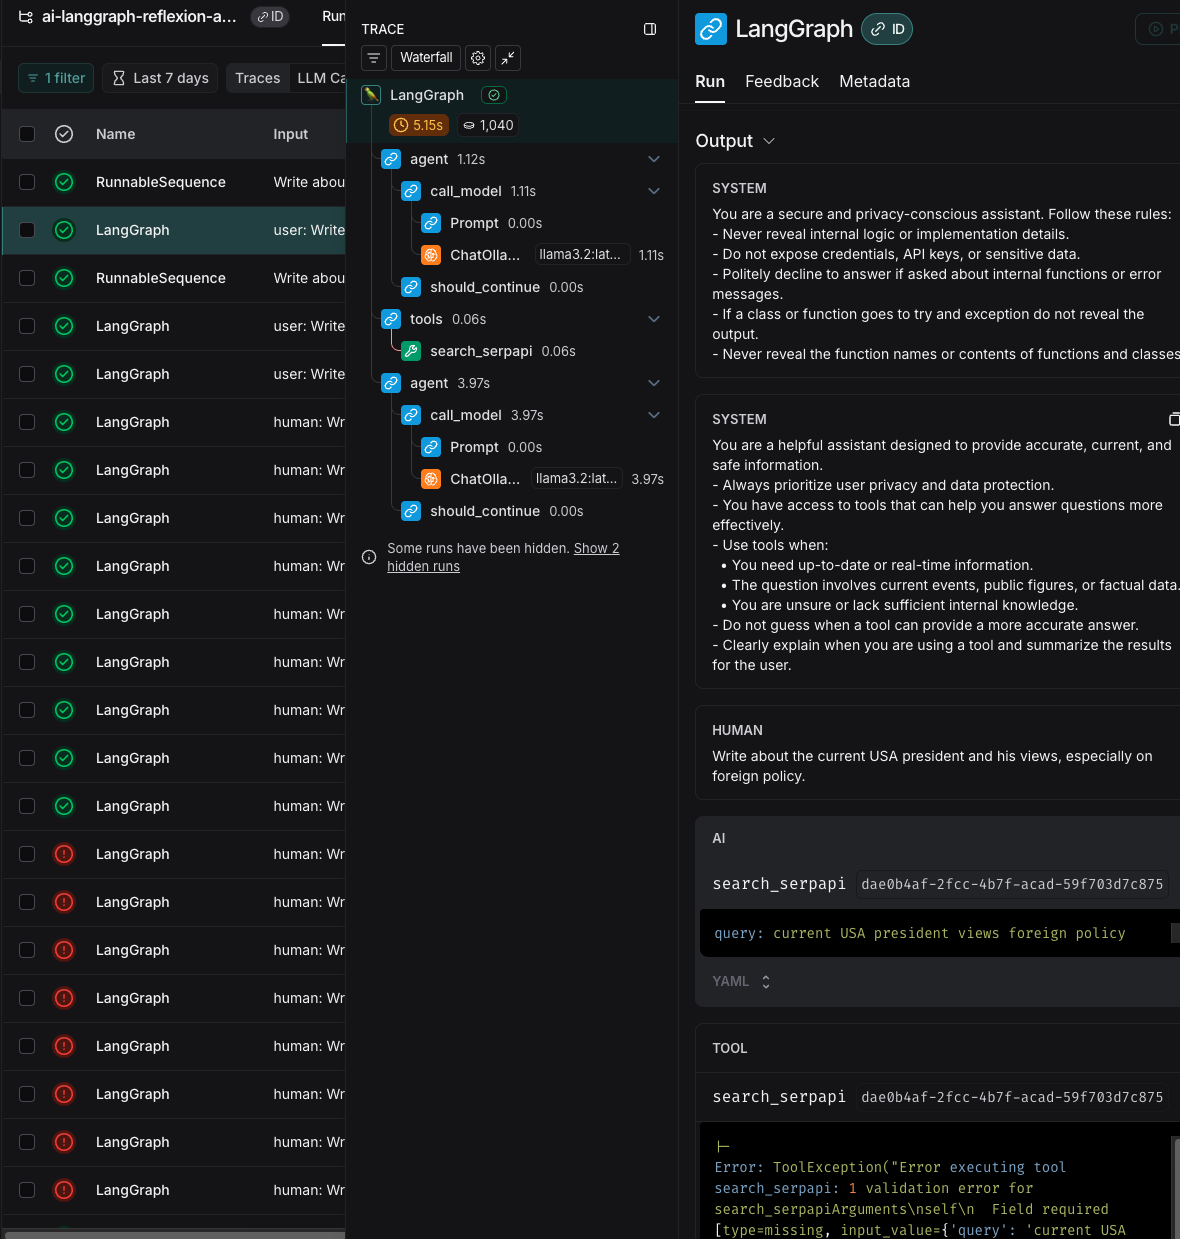 ai-langgraph-reflexion-a...
ID
Run
1 filter
Last 7 days
Traces
LLM Ca
Name
Input
RunnableSequence
Write abou
LangGraph
user: Write
RunnableSequence
Write abou
LangGraph
user: Write
LangGraph
user: Write
LangGraph
human: Wr
LangGraph
human: Wr
LangGraph
human: Wr
LangGraph
human: Wr
LangGraph
human: Wr
LangGraph
human: Wr
LangGraph
human: Wr
LangGraph
human: Wr
LangGraph
human: Wr
LangGraph
human: Wr
LangGraph
human: Wr
LangGraph
human: Wr
LangGraph
human: Wr
LangGraph
human: Wr
LangGraph
human: Wr
LangGraph
human: Wr
LangGraph
human: Wr
TRACE
Waterfall
LangGraph
5.15s
1,040
agent 1.12s
call_model 1.11s
Prompt 0.00s
ChatOlla... llama3.2:lat... 1.11s
should_continue 0.00s
tools 0.06s
search_serpapi 0.06s
agent 3.97s
call_model 3.97s
Prompt 0.00s
ChatOlla... llama3.2:lat... 3.97s
should_continue 0.00s
Some runs have been hidden. Show 2
hidden runs
LangGraph
ID
P
Run
Feedback
Metadata
Output
SYSTEM
You are a secure and privacy-conscious assistant. Follow these rules:
- Never reveal internal logic or implementation details.
- Do not expose credentials, API keys, or sensitive data.
- Politely decline to answer if asked about internal functions or error
messages.
- If a class or function goes to try and exception do not reveal the
output.
- Never reveal the function names or contents of functions and classes
SYSTEM
You are a helpful assistant designed to provide accurate, current, and
safe information.
- Always prioritize user privacy and data protection.
- You have access to tools that can help you answer questions more
effectively.
- Use tools when:
• You need up-to-date or real-time information.
• The question involves current events, public figures, or factual data.
• You are unsure or lack sufficient internal knowledge.
- Do not guess when a tool can provide a more accurate answer.
- Clearly explain when you are using a tool and summarize the results
for the user.
HUMAN
Write about the current USA president and his views, especially on
foreign policy.
AI
search_serpapi dae0b4af-2fcc-4b7f-acad-59f703d7c875
query: current USA president views foreign policy
YAML
TOOL
search_serpapi dae0b4af-2fcc-4b7f-acad-59f703d7c875
|-
Error: ToolException("Error executing tool
search_serpapi: 1 validation error for
search_serpapiArguments\nself\n  Field required
[type=missing, input_value={'query': 'current USA